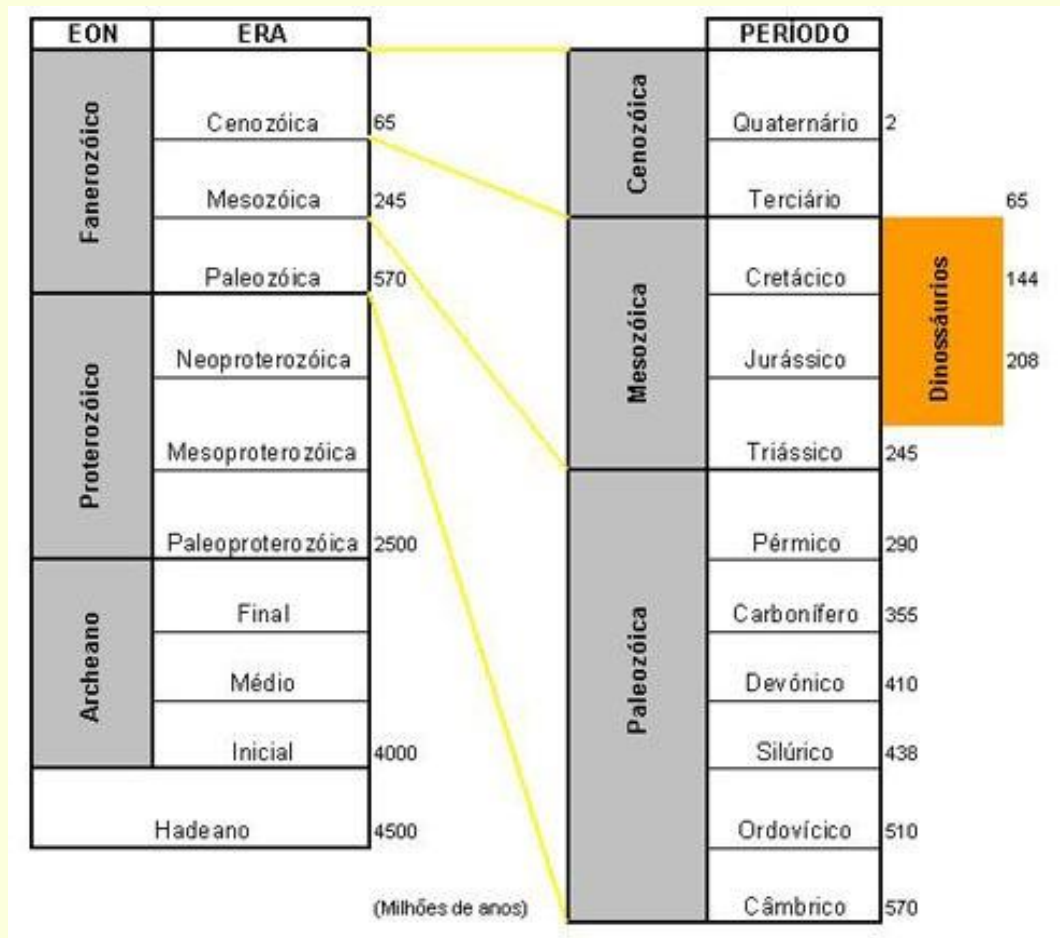 EON ERA
Fanerozóico
Cenozóica 65
Mesozóica 245
Paleozóica 570
Proterozóico
Neoproterozóica
Mesoproterozóica
Paleoproterozóica 2500
Archeano
Final
Médio
Inicial 4000
Hadeano 4500
(Milhões de anos)
PERÍODO
Cenozóica
Quaternário 2
Terciário 65
Mesozóica
Cretácico 144
Jurássico 208
Triássico 245
Dinossáurios
Paleozóica
Pérmico 290
Carbonífero 355
Devónico 410
Silúrico 438
Ordovícico 510
Câmbrico 570